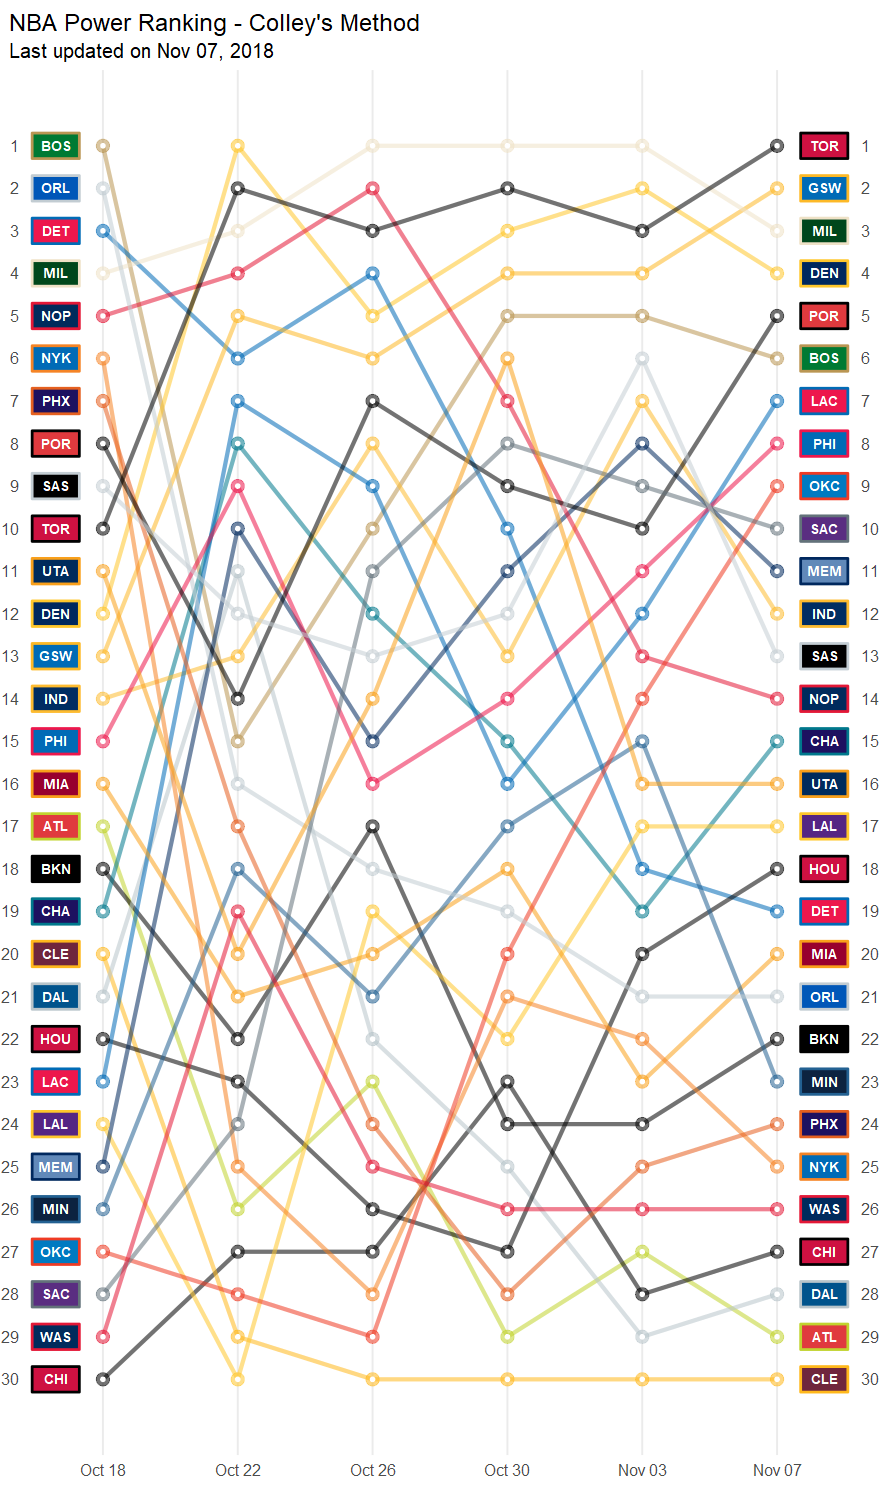 NBA Power Ranking - Colley's Method
Last updated on Nov 07, 2018
1 BOS TOR 1
2 ORL GSW 2
3 DET MIL 3
4 MIL DEN 4
5 NOP POR 5
6 NYK BOS 6
7 PHX LAC 7
8 POR PHI 8
9 SAS OKC 9
10 TOR SAC 10
11 UTA MEM 11
12 DEN IND 12
13 GSW SAS 13
14 IND NOP 14
15 PHI CHA 15
16 MIA UTA 16
17 ATL LAL 17
18 BKN HOU 18
19 CHA DET 19
20 CLE MIA 20
21 DAL ORL 21
22 HOU BKN 22
23 LAC MIN 23
24 LAL PHX 24
25 MEM NYK 25
26 MIN WAS 26
27 OKC CHI 27
28 SAC DAL 28
29 WAS ATL 29
30 CHI CLE 30
Oct 18 Oct 22 Oct 26 Oct 30 Nov 03 Nov 07